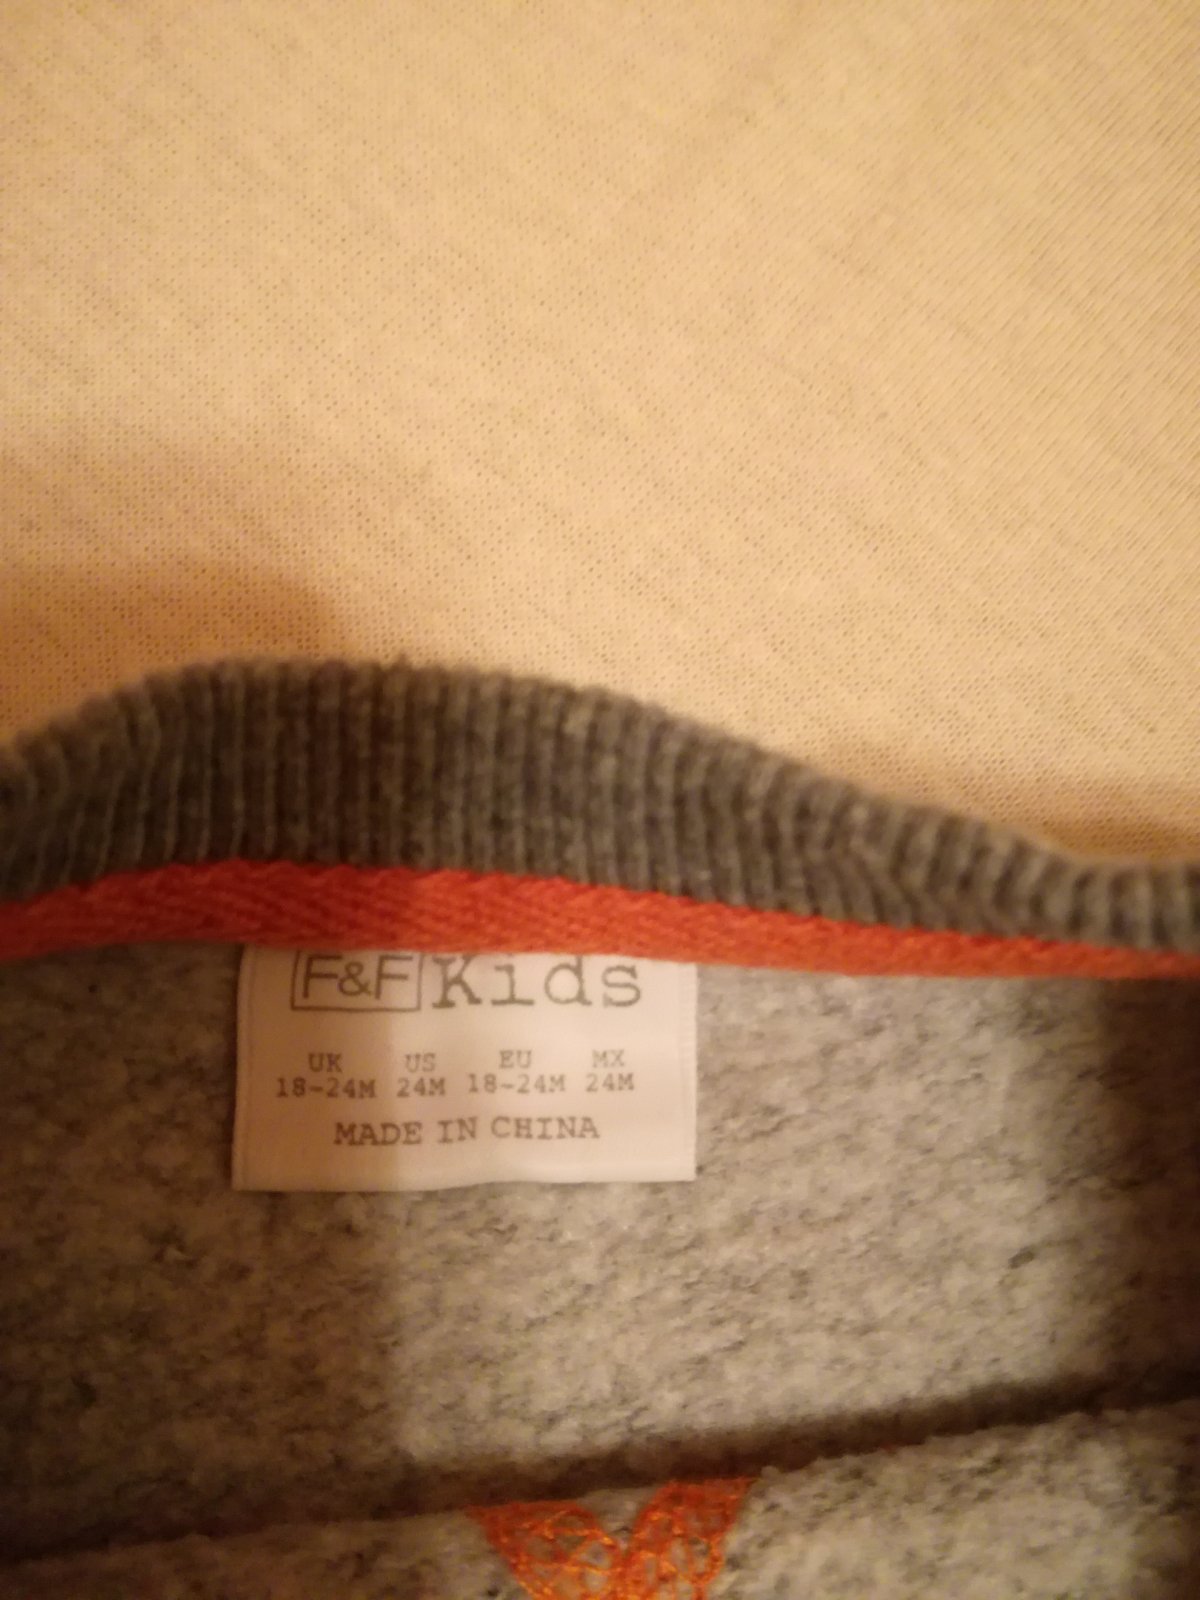 F&F Kids
UK US EU MX
18-24M 24M 18-24M 24M
MADE IN CHINA